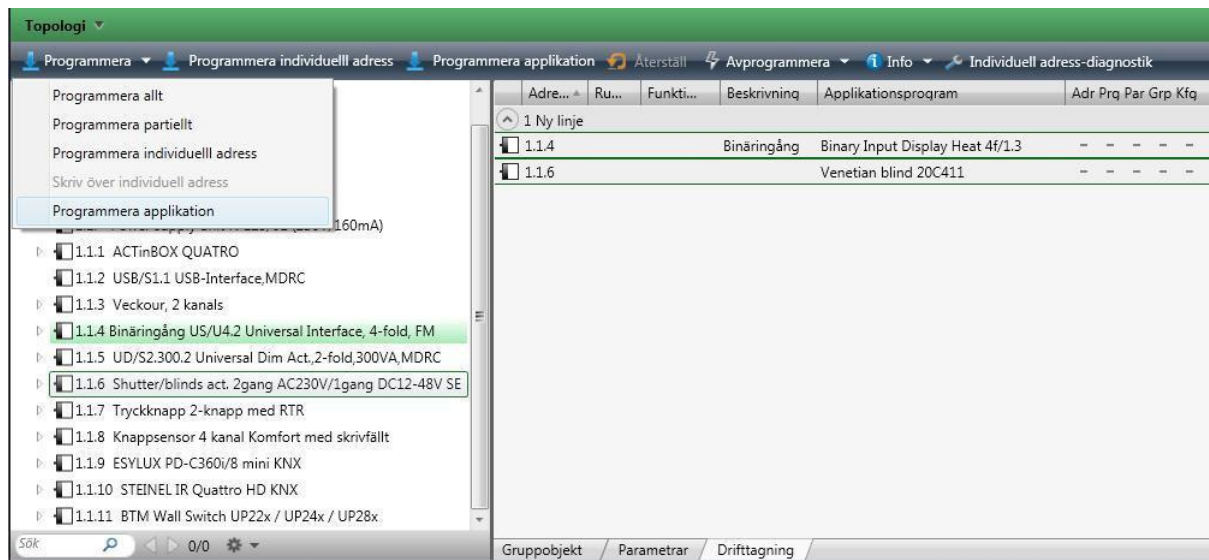 Topologi
Programmera Programmera individuelll adress Programmera applikation Återställ Avprogrammera Info Individuell adress-diagnostik
Programmera allt
Programmera partiellt
Programmera individuelll adress
Skriv över individuell adress
Programmera applikation
160mA)
1.1.1 ACTinBOX QUATRO
1.1.2 USB/S1.1 USB-Interface,MDRC
1.1.3 Veckour, 2 kanals
1.1.4 Binäringång US/U4.2 Universal Interface, 4-fold, FM
1.1.5 UD/S2.300.2 Universal Dim Act.,2-fold,300VA,MDRC
1.1.6 Shutter/blinds act. 2gang AC230V/1gang DC12-48V SE
1.1.7 Tryckknapp 2-knapp med RTR
1.1.8 Knappsensor 4 kanal Komfort med skrivfällt
1.1.9 ESYLUX PD-C360i/8 mini KNX
1.1.10 STEINEL IR Quattro HD KNX
1.1.11 BTM Wall Switch UP22x / UP24x / UP28x
Sök 0/0
Adre... Ru... Funkti... Beskrivning Applikationsprogram Adr Prg Par Grp Kfg
1 Ny linje
1.1.4 Binäringång Binary Input Display Heat 4f/1.3 - - - - -
1.1.6 Venetian blind 20C411 - - - - -
Gruppobjekt Parametrar Drifttagning